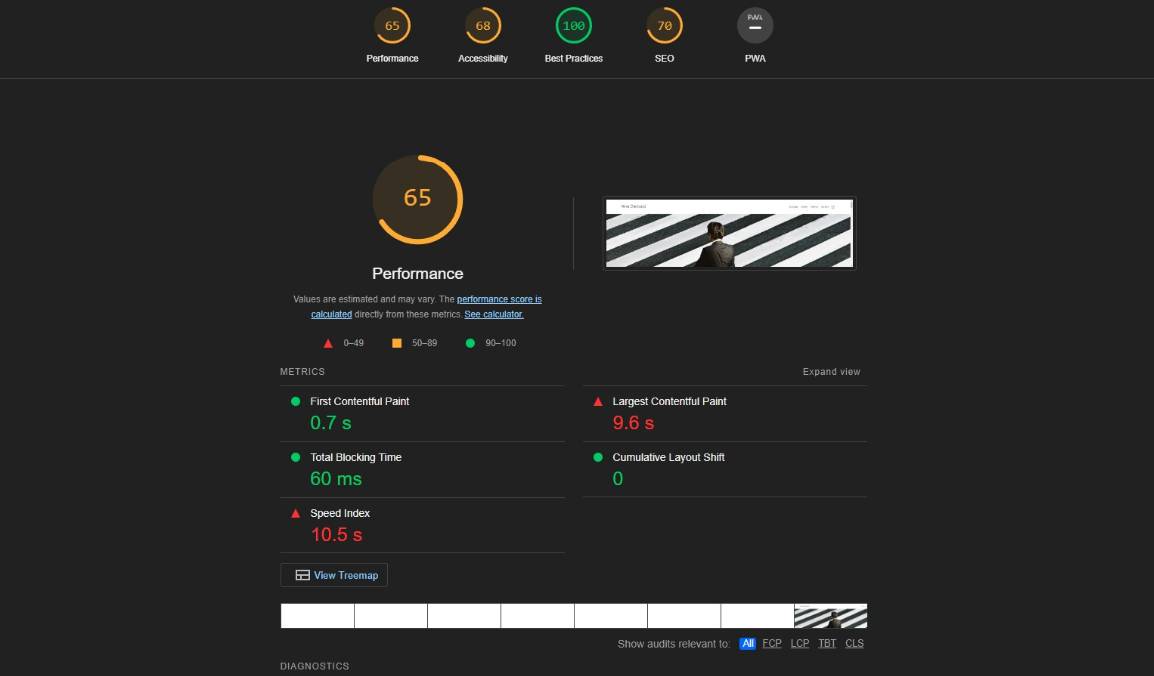 65 68 100 70 PWA
Performance Accessibility Best Practices SEO PWA
65
Performance
Values are estimated and may vary. The performance score is
calculated directly from these metrics. See calculator.
0–49 50–89 90–100
METRICS Expand view
First Contentful Paint
0.7 s
Largest Contentful Paint
9.6 s
Total Blocking Time
60 ms
Cumulative Layout Shift
0
Speed Index
10.5 s
View Treemap
Show audits relevant to: All FCP LCP TBT CLS
DIAGNOSTICS